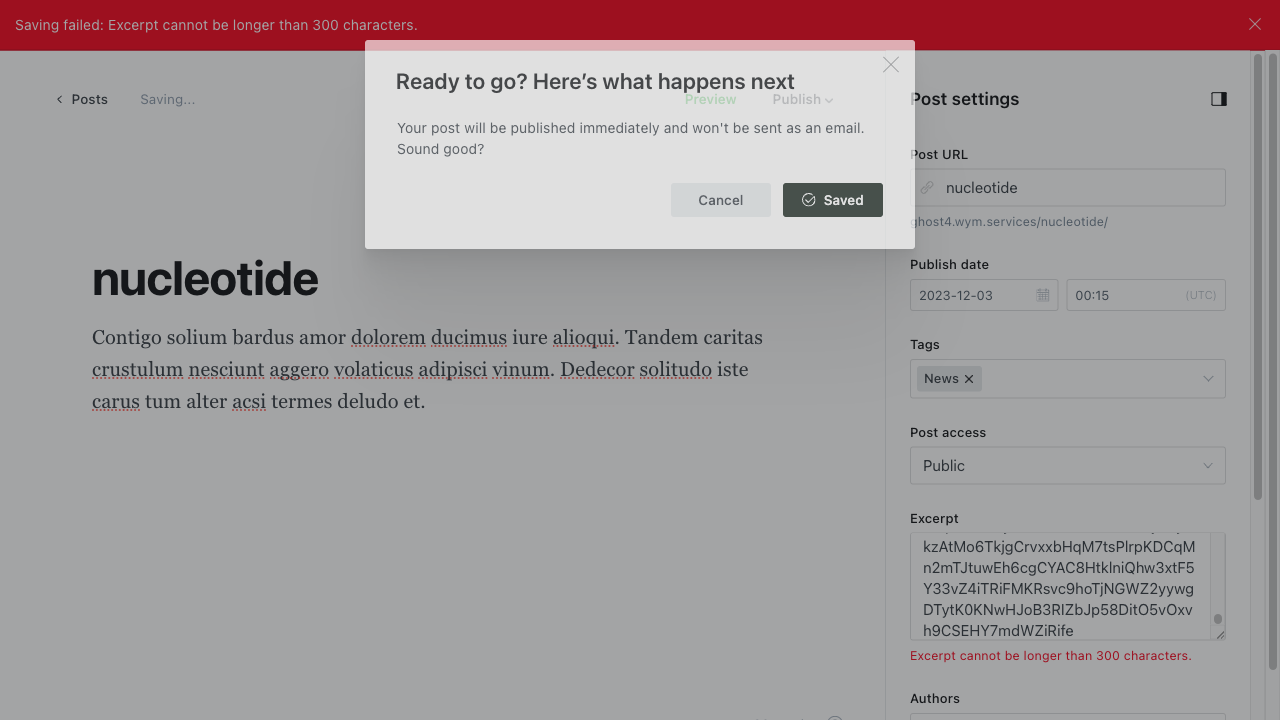 Saving failed: Excerpt cannot be longer than 300 characters.
Ready to go? Here's what happens next
Posts
Saving...
Preview
Publish
Post settings
Your post will be published immediately and won't be sent as an email.
Sound good?
Cancel
Saved
Post URL
nucleotide
ghost4.wym.services/nucleotide/
nucleotide
Contigo solium bardus amor dolorem ducimus iure alioqui. Tandem caritas
crustulum nesciunt aggero volaticus adipisci vinum. Dedecor solitudo iste
carus tum alter acsi termes deludo et.
Publish date
2023-12-03
00:15
(UTC)
Tags
News
Post access
Public
Excerpt
kzAtMo6TkjgCrvxxbHqM7tsPlrpKDCqM
n2mTJtuwEh6cgCYAC8HtklniQhw3xtF5
Y33vZ4iTRiFMKRsvc9hoTjNGWZ2yywg
DTytK0KNwHJoB3RlZbJp58DitO5vOxv
h9CSEHY7mdWZiRife
Excerpt cannot be longer than 300 characters.
Authors